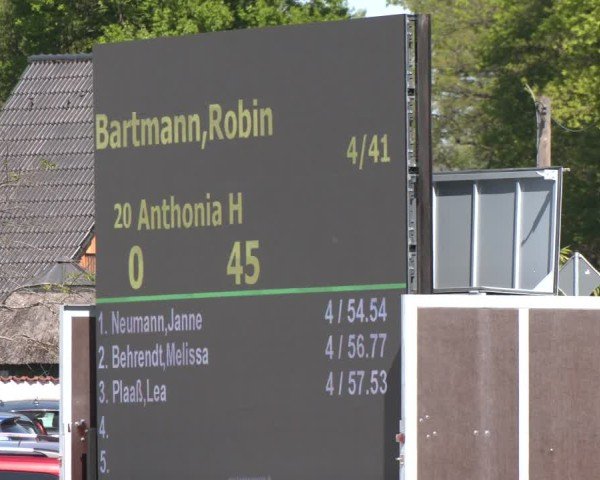 Bartmann,Robin
4/41
20 Anthonia H
0 45
1. Neumann,Janne 4 / 54.54
2. Behrendt,Melissa 4 / 56.77
3. Plaaß,Lea 4 / 57.53
4.
5.